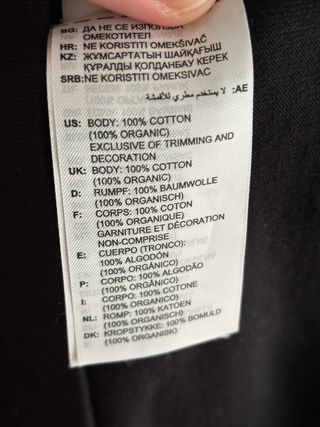 BG: ДА НЕ СЕ ИЗПОЛЗВА
ОМЕКОТИТЕЛ
HR: NE KORISTITI OMEKŠIVAČ
KZ: ЖҰМСАРТАТЫН ШАЙҚАҒЫШ
ҚҰРАЛДЫ ҚОЛДАНБАУ КЕРЕК
SRB: NE KORISTITI OMEKSIVAC
AE: لا يستخدم مطري للأقمشة
US: BODY: 100% COTTON
(100% ORGANIC)
EXCLUSIVE OF TRIMMING AND
DECORATION
UK: BODY: 100% COTTON
(100% ORGANIC)
D: RUMPF: 100% BAUMWOLLE
(100% ORGANISCH)
F: CORPS: 100% COTON
(100% ORGANIQUE)
GARNITURE ET DÉCORATION
NON-COMPRISE
E: CUERPO (TRONCO):
100% ALGODÓN
(100% ORGÁNICO)
P: CORPO: 100% ALGODÃO
(100% ORGÂNICO)
I: CORPO: 100% COTONE
(100% ORGANICO)
NL: ROMP: 100% KATOEN
(100% ORGANISCH)
DK: KROPSTYKKE: 100% BOMULD
(100% ORGANISK)